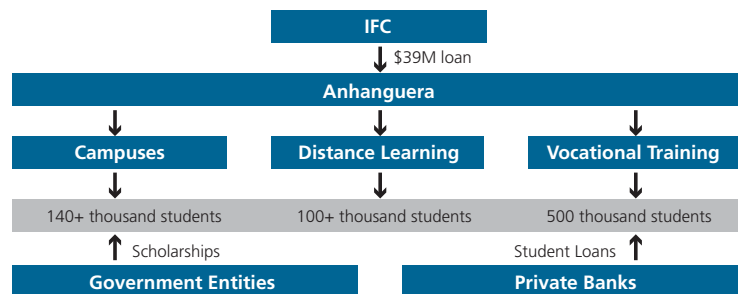 IFC
$39M loan
Anhanguera
Campuses
Distance Learning
Vocational Training
140+ thousand students
100+ thousand students
500 thousand students
Scholarships
Student Loans
Government Entities
Private Banks